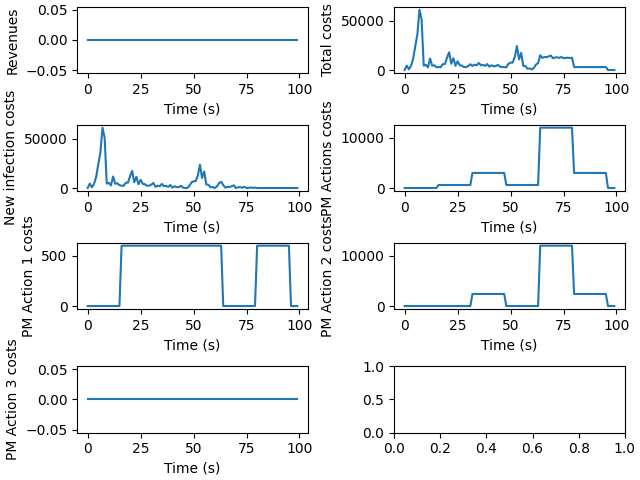 Revenues
0.05
0.00
−0.05
0 25 50 75 100
Time (s)
Total costs
50000
0
0 25 50 75 100
Time (s)
New infection costs
50000
0
0 25 50 75 100
Time (s)
PM Actions costs
10000
0
0 25 50 75 100
Time (s)
PM Action 1 costs
500
0
0 25 50 75 100
Time (s)
PM Action 2 costs
10000
0
0 25 50 75 100
Time (s)
PM Action 3 costs
0.05
0.00
−0.05
0 25 50 75 100
Time (s)
1.0
0.5
0.0
0.0 0.2 0.4 0.6 0.8 1.0